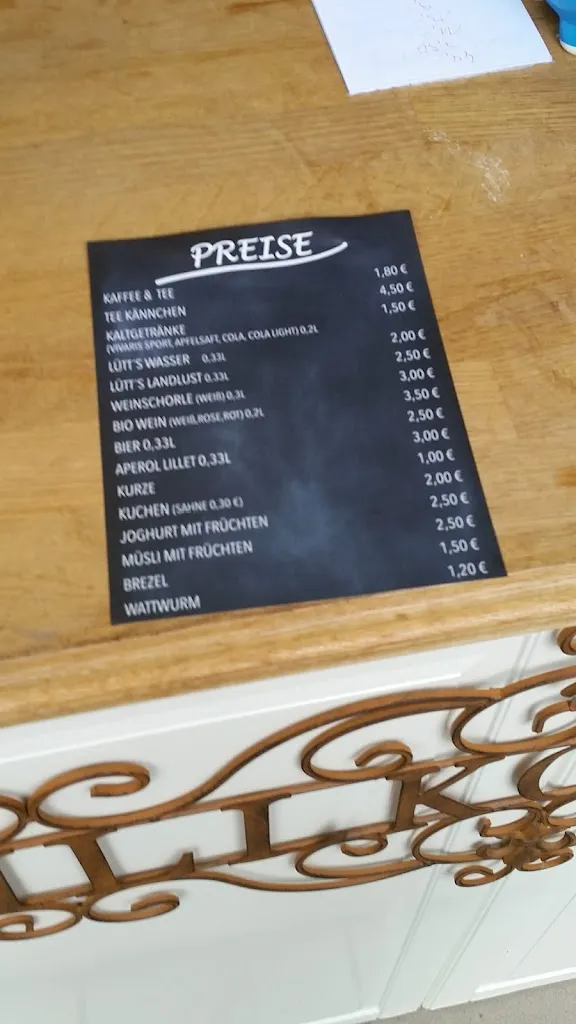 PREISE
KAFFEE & TEE 1,80 €
TEE KÄNNCHEN 4,50 €
KALTGETRÄNKE 1,50 €
(VIVARIS SPORT, APFELSAFT, COLA, COLA LIGHT) 0,2L
LÜTT'S WASSER 0,33L 2,00 €
LÜTT'S LANDLUST 0,33L 2,50 €
WEINSCHORLE (WEIß) 0,3L 3,00 €
BIO WEIN (WEIß,ROSE,ROT) 0,2L 3,50 €
BIER 0,33L 2,50 €
APEROL LILLET 0,33L 3,00 €
KURZE 1,00 €
KUCHEN (SAHNE 0,30 €) 2,00 €
JOGHURT MIT FRÜCHTEN 2,50 €
MÜSLI MIT FRÜCHTEN 2,50 €
BREZEL 1,50 €
WATTWURM 1,20 €
LIK